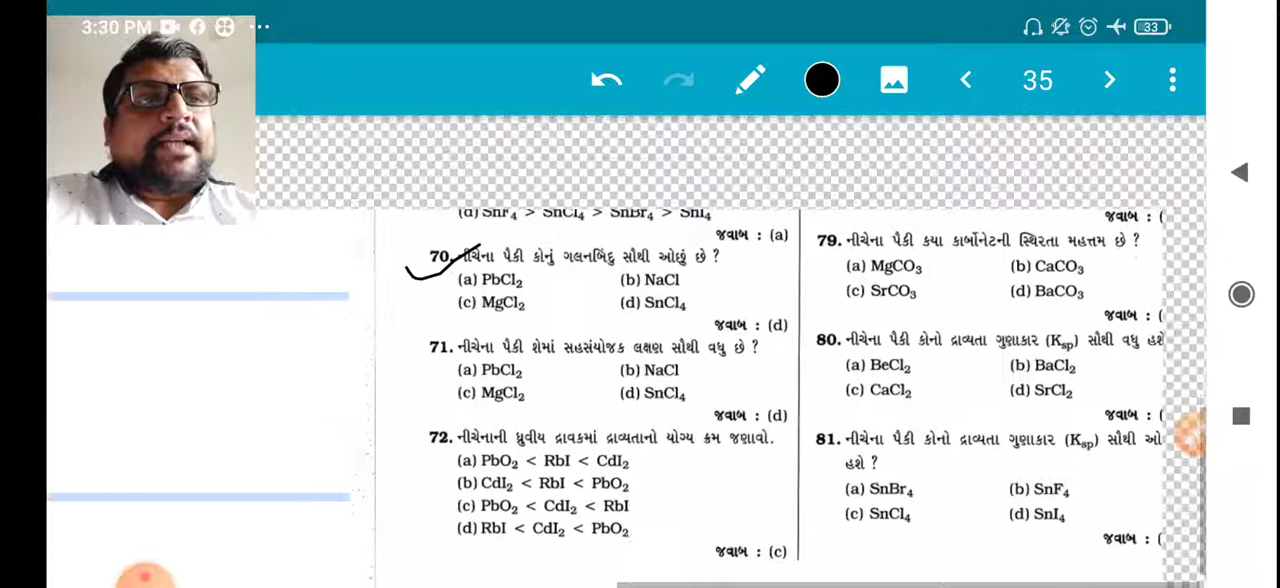 3:30 PM
33
35
(d) SnF₄ > SnCl₄ > SnBr₄ > SnI₄
જવાબ : (a)
70. નીચેના પૈકી કોનું ગલનબિંદુ સૌથી ઓછું છે ?
(a) PbCl₂ (b) NaCl
(c) MgCl₂ (d) SnCl₄
જવાબ : (d)
71. નીચેના પૈકી શેમાં સહસંયોજક લક્ષણ સૌથી વધુ છે ?
(a) PbCl₂ (b) NaCl
(c) MgCl₂ (d) SnCl₄
જવાબ : (d)
72. નીચેનાની ધ્રુવીય દ્રાવકમાં દ્રાવ્યતાનો યોગ્ય ક્રમ જણાવો.
(a) PbO₂ < RbI < CdI₂
(b) CdI₂ < RbI < PbO₂
(c) PbO₂ < CdI₂ < RbI
(d) RbI < CdI₂ < PbO₂
જવાબ : (c)
જવાબ : (
79. નીચેના પૈકી કયા કાર્બોનેટની સ્થિરતા મહત્તમ છે ?
(a) MgCO₃ (b) CaCO₃
(c) SrCO₃ (d) BaCO₃
જવાબ : (
80. નીચેના પૈકી કોનો દ્રાવ્યતા ગુણાકાર (Ksp) સૌથી વધુ હશે
(a) BeCl₂ (b) BaCl₂
(c) CaCl₂ (d) SrCl₂
જવાબ : (
81. નીચેના પૈકી કોનો દ્રાવ્યતા ગુણાકાર (Ksp) સૌથી ઓ
હશે ?
(a) SnBr₄ (b) SnF₄
(c) SnCl₄ (d) SnI₄
જવાબ : (